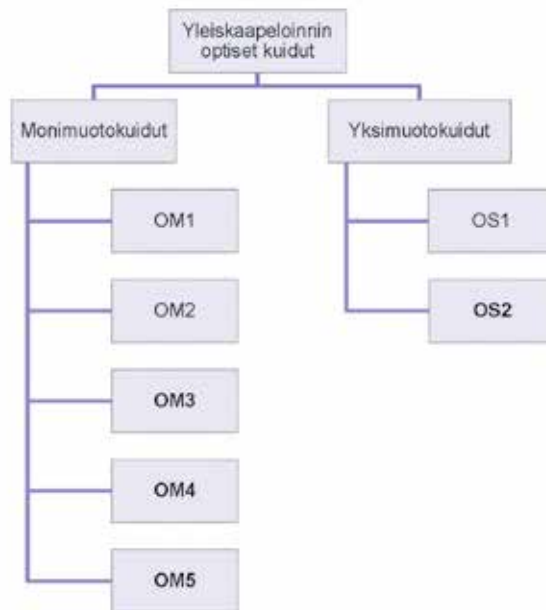 Yleiskaapeloinnin
optiset kuidut
Monimuotokuidut
OM1
OM2
OM3
OM4
OM5
Yksimuotokuidut
OS1
OS2